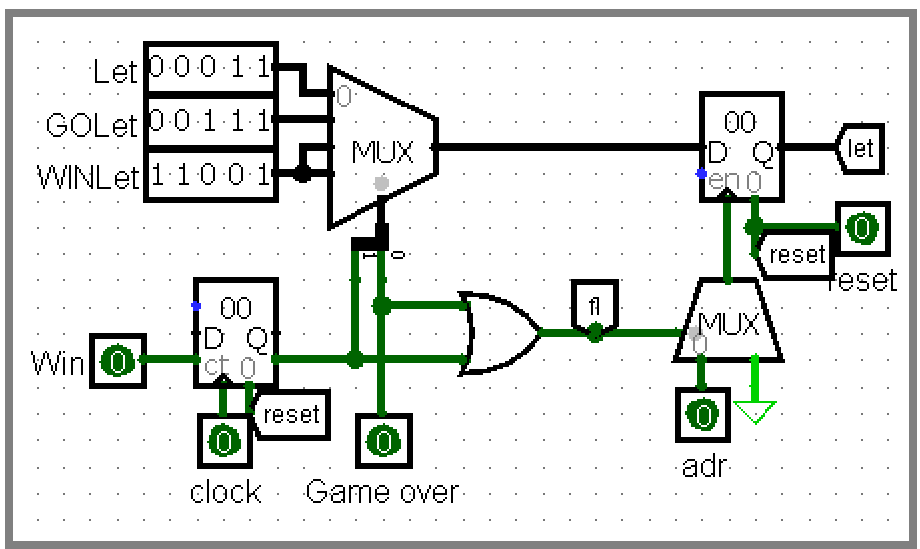 Let 0 0 0 1 1
GOLet 0 0 1 1 1
WINLet 1 1 0 0 1
0
MUX
00
D Q
en 0
let
0
reset
reset
1 0
00
D Q
ct 0
Win 0
reset
0
clock
0
Game over
fl
MUX
0
0
adr